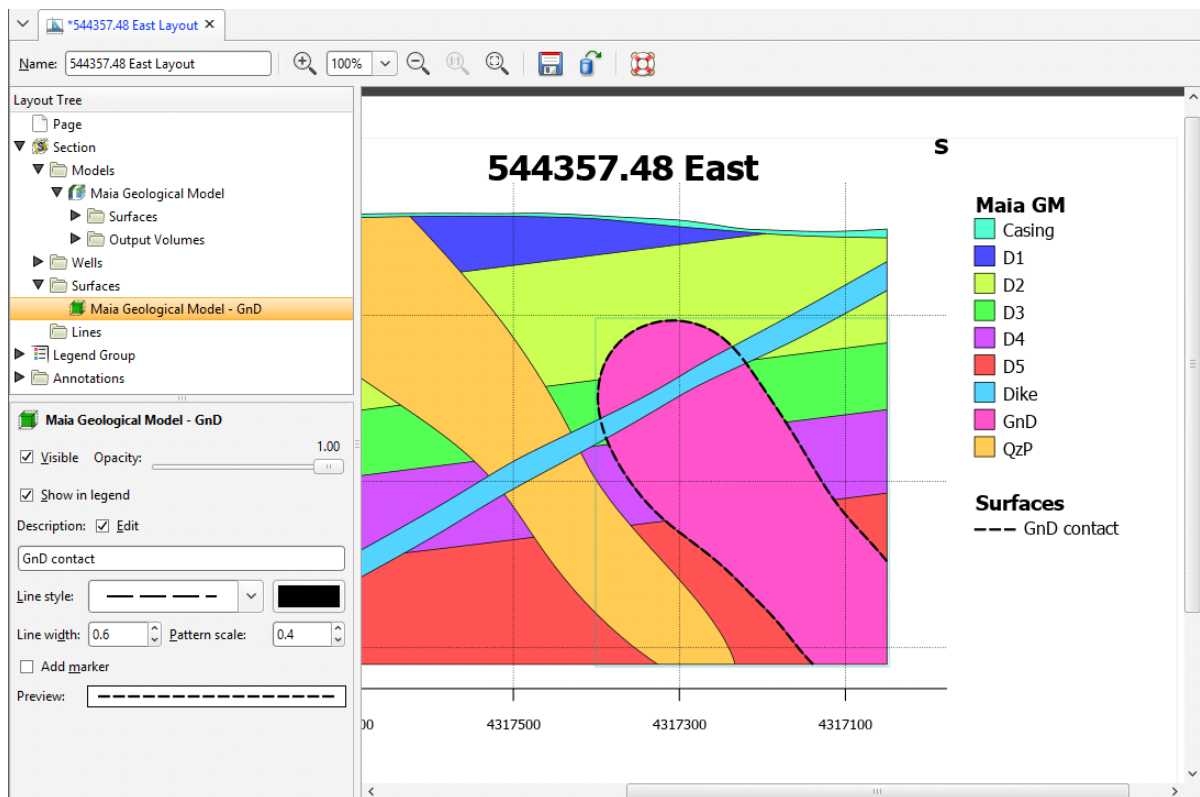 *544357.48 East Layout
Name: 544357.48 East Layout 100%
Layout Tree
Page
Section
Models
Maia Geological Model
Surfaces
Output Volumes
Wells
Surfaces
Maia Geological Model - GnD
Lines
Legend Group
Annotations
Maia Geological Model - GnD
Visible Opacity: 1.00
Show in legend
Description: Edit
GnD contact
Line style:
Line width: 0.6 Pattern scale: 0.4
Add marker
Preview:
544357.48 East
S
Maia GM
Casing
D1
D2
D3
D4
D5
Dike
GnD
QzP
Surfaces
GnD contact
4317500 4317300 4317100